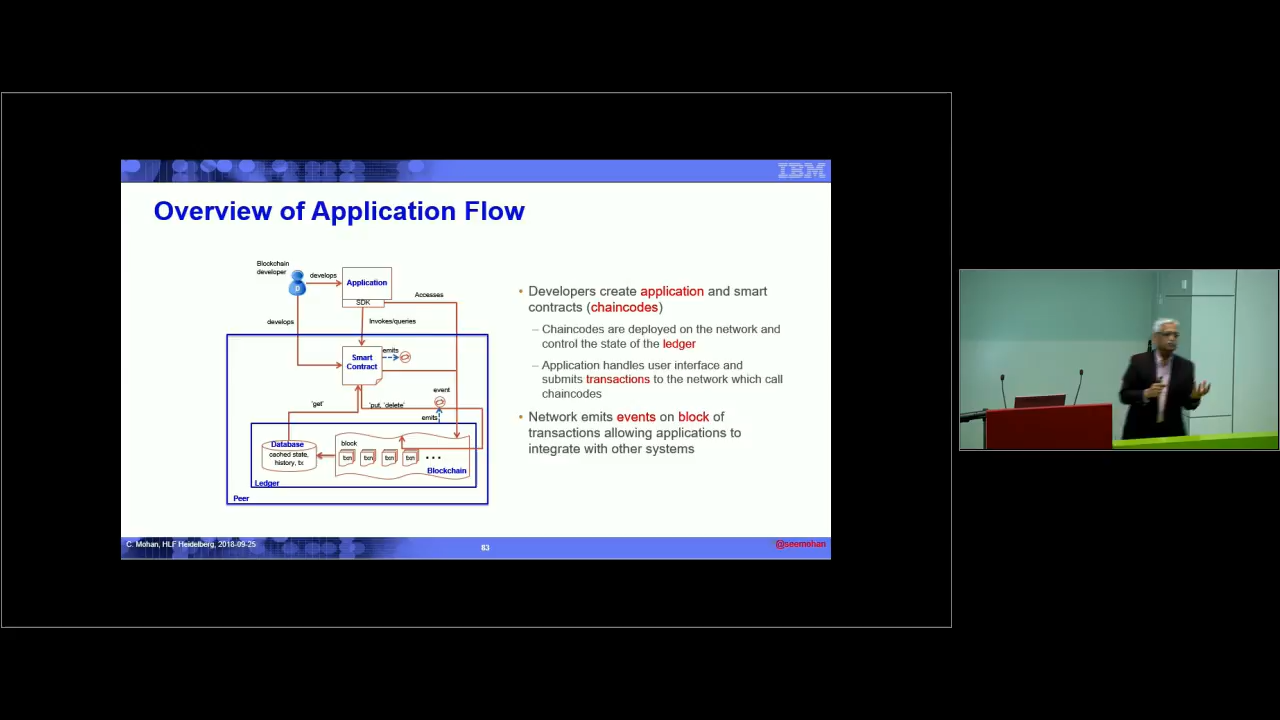 IBM
Overview of Application Flow
Blockchain
developer
develops
Application
SDK
Accesses
develops
Invokes/queries
Smart
Contract
emits
event
'get'
'put, 'delete'
emits
Database
cached state,
history, tx
block
txn
txn
txn
txn
• • •
Blockchain
Ledger
Peer
• Developers create application and smart
contracts (chaincodes)
– Chaincodes are deployed on the network and
control the state of the ledger
– Application handles user interface and
submits transactions to the network which call
chaincodes
• Network emits events on block of
transactions allowing applications to
integrate with other systems
C. Mohan, HLF Heidelberg, 2018-09-25
83
@seemohan